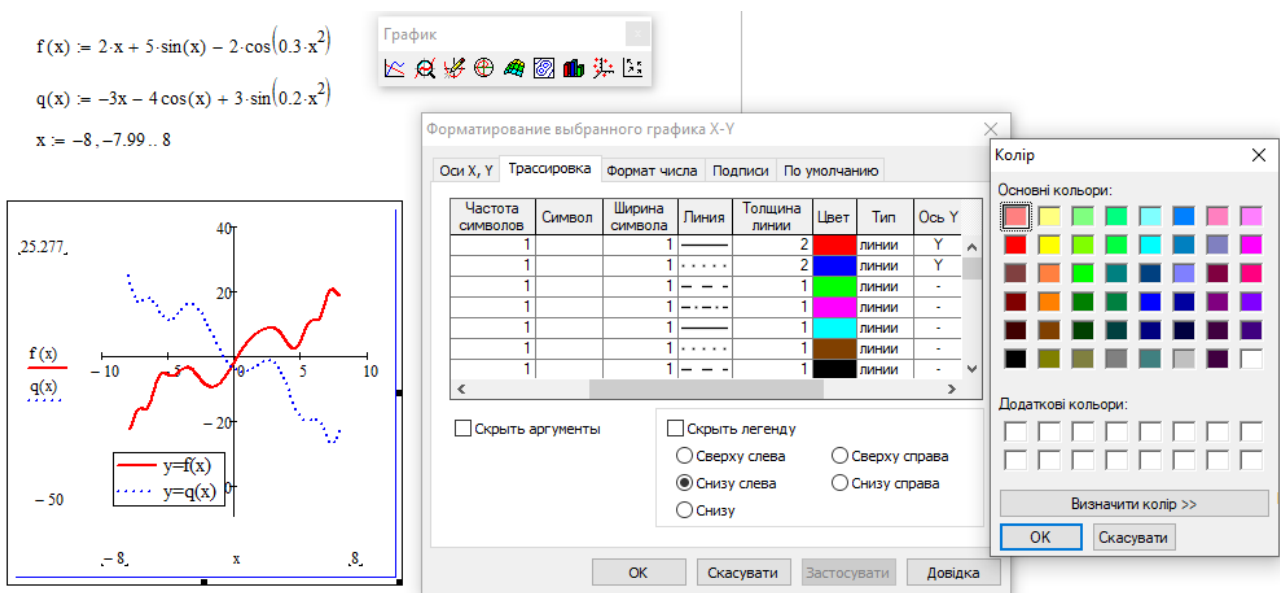 f(x) := 2·x + 5·sin(x) − 2·cos(0.3·x²)
q(x) := −3x − 4cos(x) + 3·sin(0.2·x²)
x := −8, −7.99 .. 8
График
25.277
f(x)
q(x)
−50
40
20
−20
0
−10
−5
0
5
10
y=f(x)
y=q(x)
−8
x
8
Форматирование выбранного графика X-Y
Оси X, Y Трассировка Формат числа Подписи По умолчанию
Частота символов Символ Ширина символа Линия Толщина линии Цвет Тип Ось Y
1 1 2 линии Y
1 1 2 линии Y
1 1 1 линии -
1 1 1 линии -
1 1 1 линии -
1 1 1 линии -
1 1 1 линии -
Скрыть аргументы
Скрыть легенду
Сверху слева Сверху справа
Снизу слева Снизу справа
Снизу
OK Скасувати Застосувати Довідка
Колір
Основні кольори:
Додаткові кольори:
Визначити колір >>
OK Скасувати